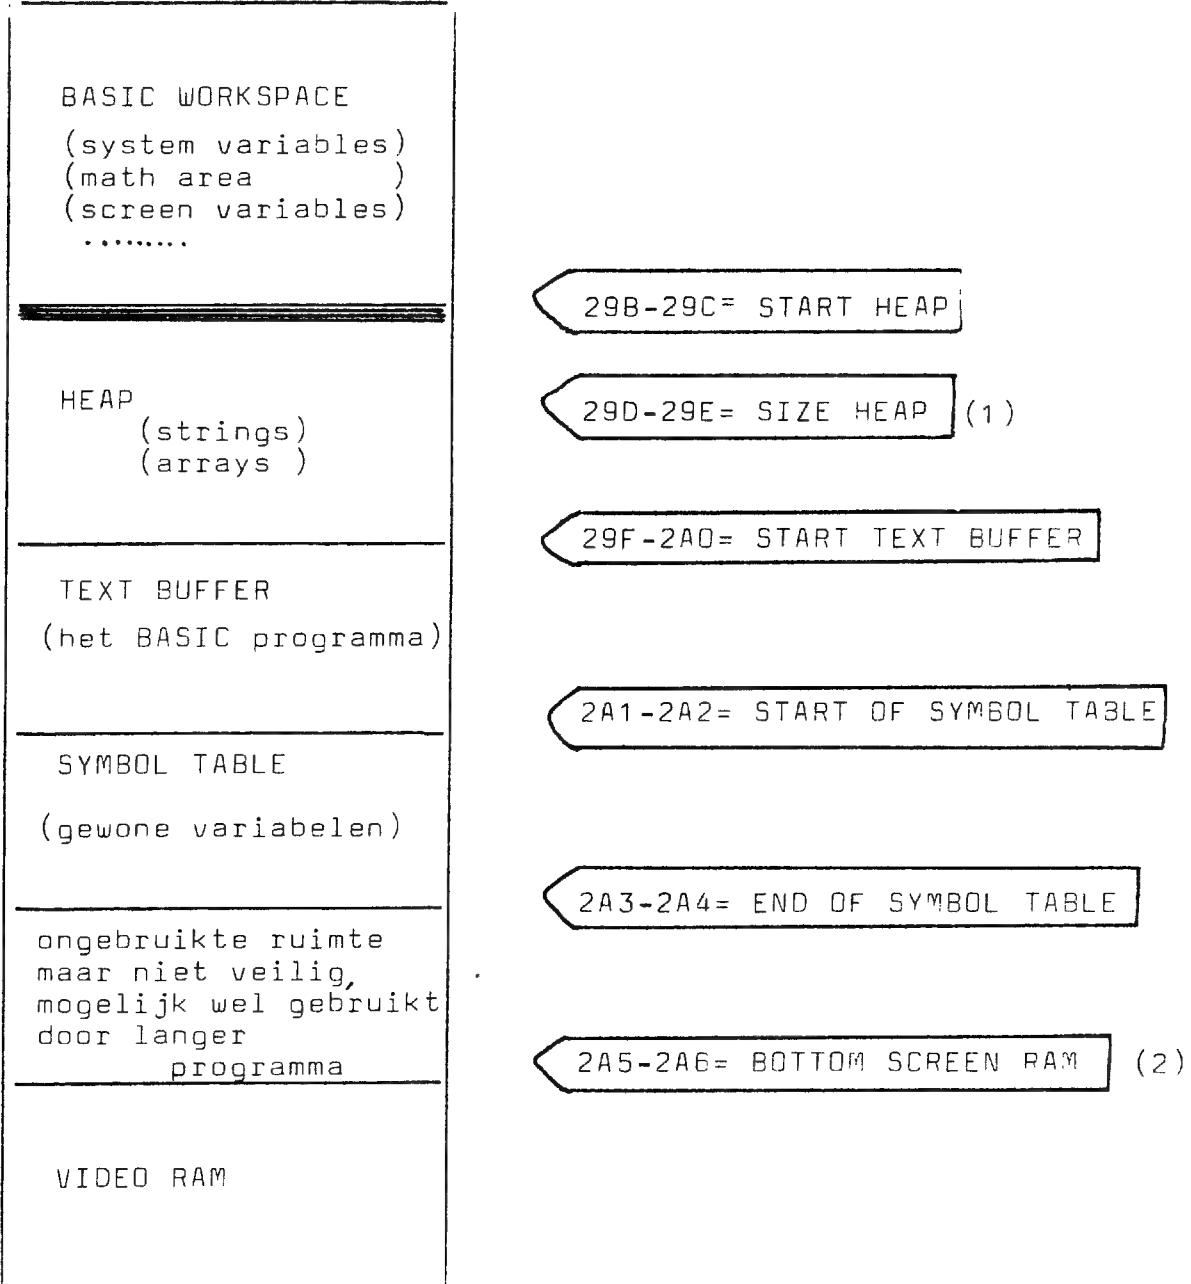 BASIC WORKSPACE
(system variables)
(math area )
(screen variables)
.........
29B-29C= START HEAP
HEAP
(strings)
(arrays )
29D-29E= SIZE HEAP (1)
29F-2A0= START TEXT BUFFER
TEXT BUFFER
(het BASIC programma)
2A1-2A2= START OF SYMBOL TABLE
SYMBOL TABLE
(gewone variabelen)
2A3-2A4= END OF SYMBOL TABLE
ongebruikte ruimte
maar niet veilig,
mogelijk wel gebruikt
door langer
programma
2A5-2A6= BOTTOM SCREEN RAM (2)
VIDEO RAM